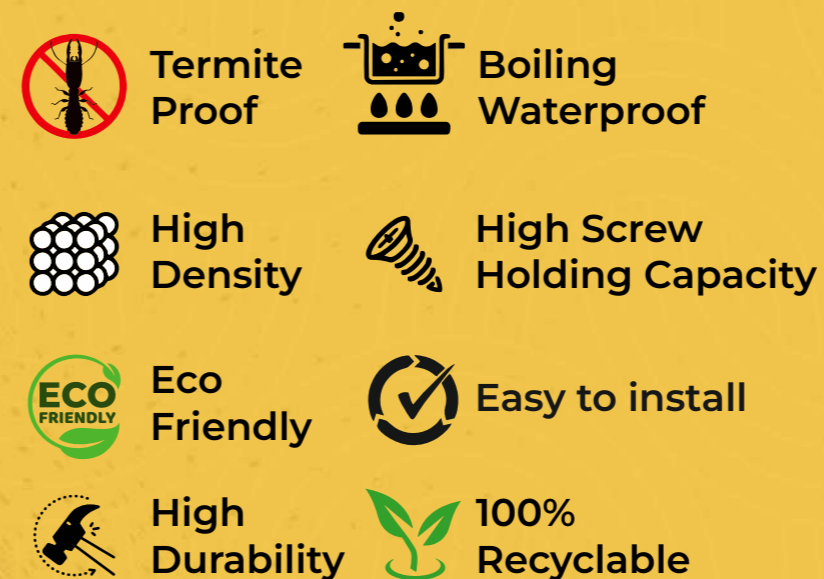 Termite
Proof
Boiling
Waterproof
High
Density
High Screw
Holding Capacity
ECO
FRIENDLY
Eco
Friendly
Easy to install
High
Durability
100%
Recyclable